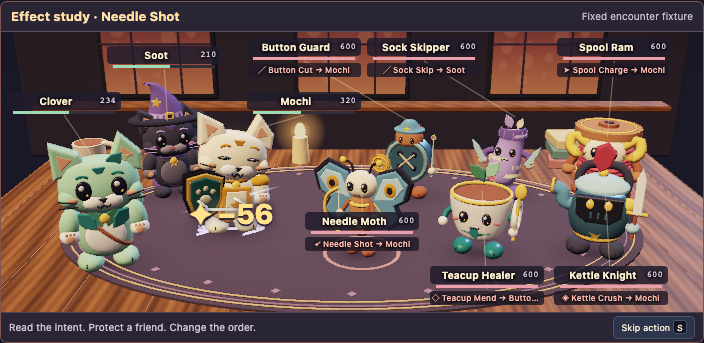 Effect study · Needle Shot
Fixed encounter fixture
Soot 210
Button Guard 600
Button Cut → Mochi
Sock Skipper 600
Sock Skip → Soot
Spool Ram 600
Spool Charge → Mochi
Clover 234
Mochi 320
-56
Needle Moth 600
Needle Shot → Mochi
Teacup Healer 600
Teacup Mend → Butto...
Kettle Knight 600
Kettle Crush → Mochi
Read the intent. Protect a friend. Change the order.
Skip action S